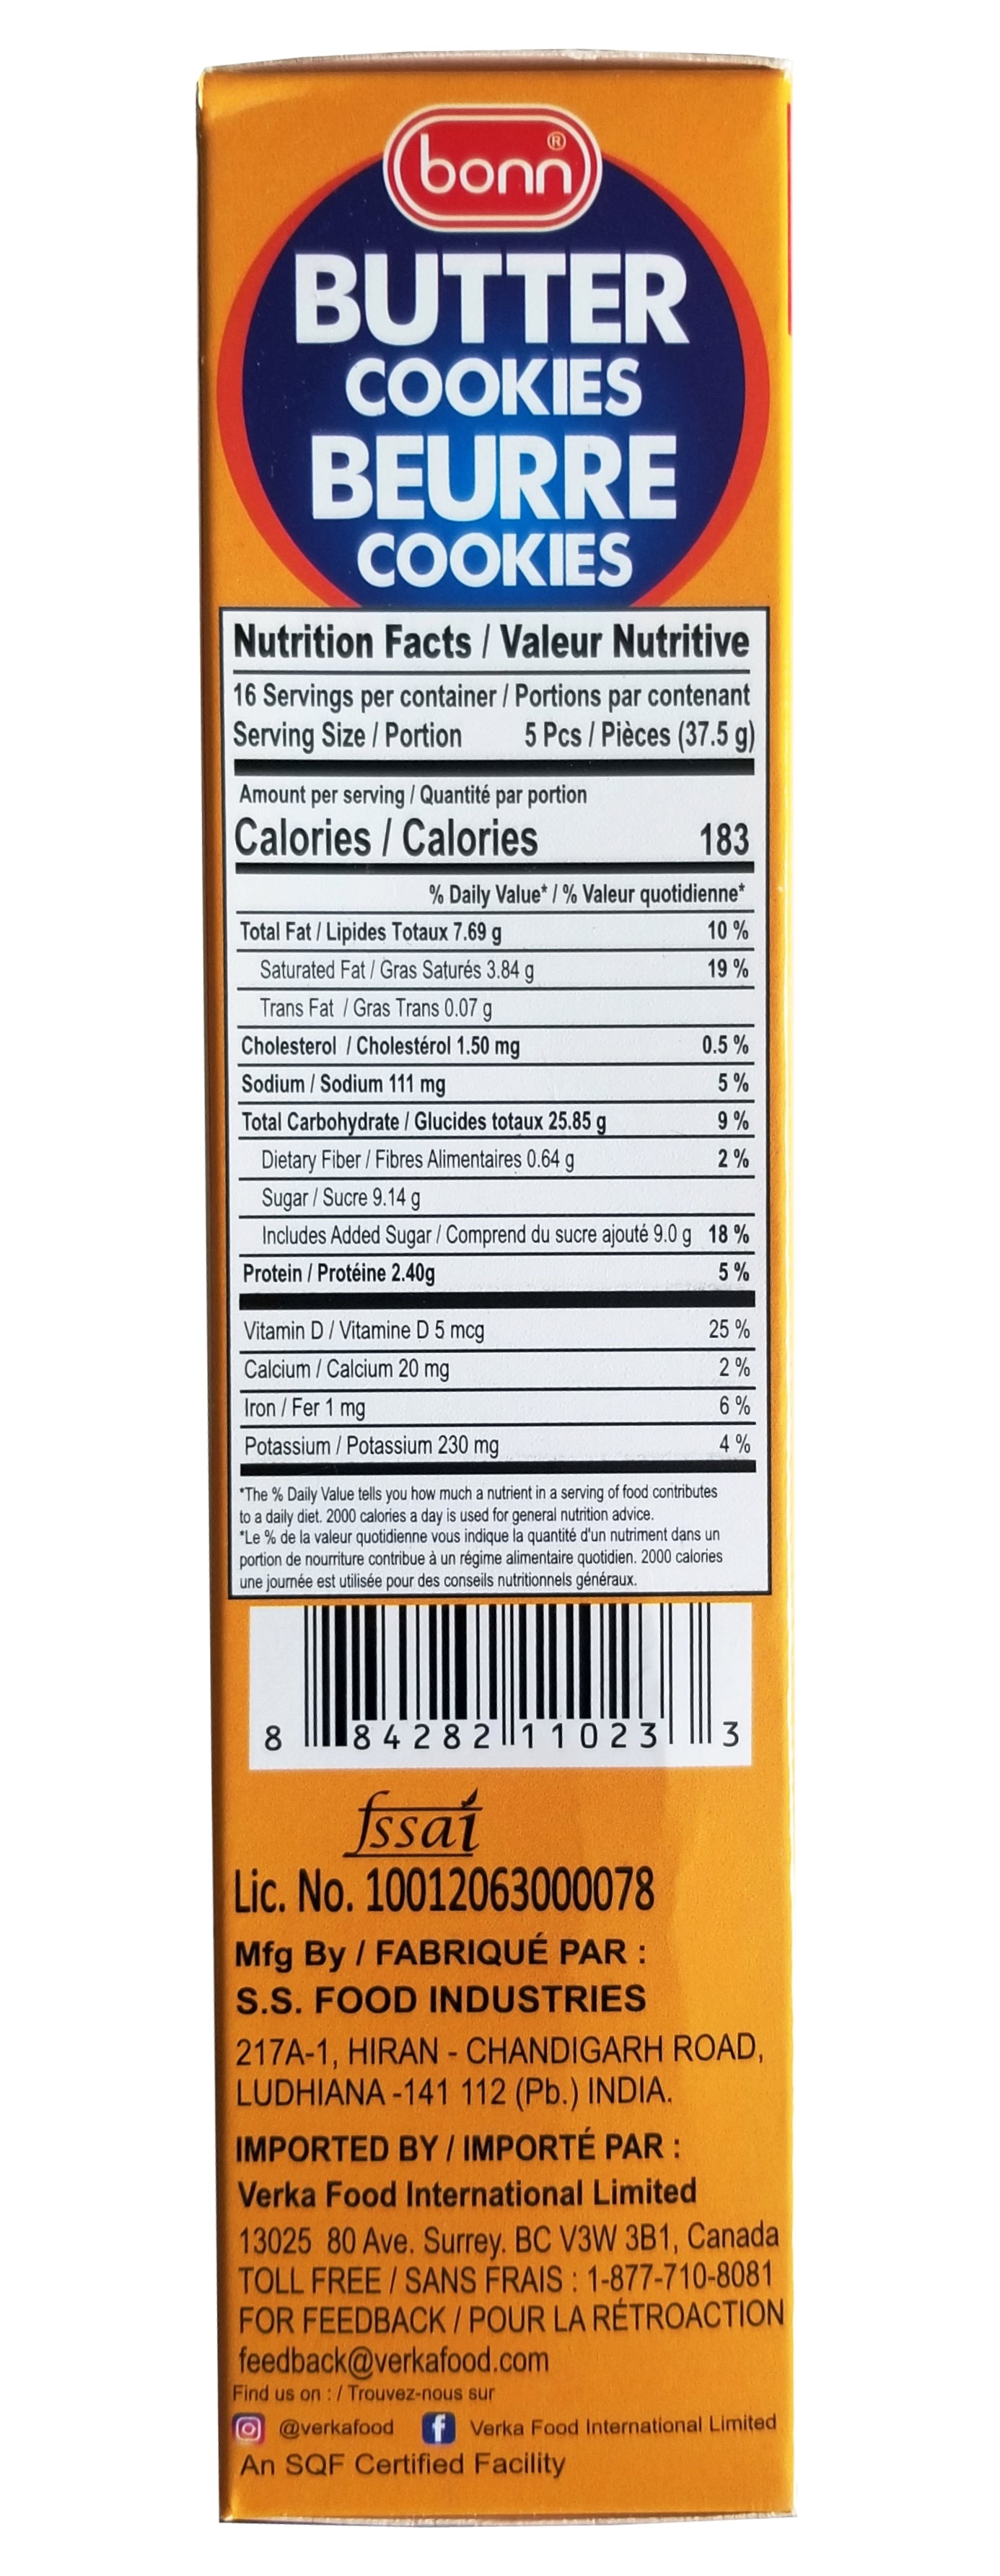 bonn®
BUTTER
COOKIES
BEURRE
COOKIES
Nutrition Facts / Valeur Nutritive
16 Servings per container / Portions par contenant
Serving Size / Portion 5 Pcs / Pièces (37.5 g)
Amount per serving / Quantité par portion
Calories / Calories 183
% Daily Value* / % Valeur quotidienne*
Total Fat / Lipides Totaux 7.69 g 10 %
Saturated Fat / Gras Saturés 3.84 g 19 %
Trans Fat / Gras Trans 0.07 g
Cholesterol / Cholestérol 1.50 mg 0.5 %
Sodium / Sodium 111 mg 5 %
Total Carbohydrate / Glucides totaux 25.85 g 9 %
Dietary Fiber / Fibres Alimentaires 0.64 g 2 %
Sugar / Sucre 9.14 g
Includes Added Sugar / Comprend du sucre ajouté 9.0 g 18 %
Protein / Protéine 2.40g 5 %
Vitamin D / Vitamine D 5 mcg 25 %
Calcium / Calcium 20 mg 2 %
Iron / Fer 1 mg 6 %
Potassium / Potassium 230 mg 4 %
*The % Daily Value tells you how much a nutrient in a serving of food contributes
to a daily diet. 2000 calories a day is used for general nutrition advice.
*Le % de la valeur quotidienne vous indique la quantité d'un nutriment dans un
portion de nourriture contribue à un régime alimentaire quotidien. 2000 calories
une journée est utilisée pour des conseils nutritionnels généraux.
8 84282 11023 3
fssai
Lic. No. 10012063000078
Mfg By / FABRIQUÉ PAR :
S.S. FOOD INDUSTRIES
217A-1, HIRAN - CHANDIGARH ROAD,
LUDHIANA -141 112 (Pb.) INDIA.
IMPORTED BY / IMPORTÉ PAR :
Verka Food International Limited
13025 80 Ave. Surrey. BC V3W 3B1, Canada
TOLL FREE / SANS FRAIS : 1-877-710-8081
FOR FEEDBACK / POUR LA RÉTROACTION
feedback@verkafood.com
Find us on : / Trouvez-nous sur
@verkafood f Verka Food International Limited
An SQF Certified Facility